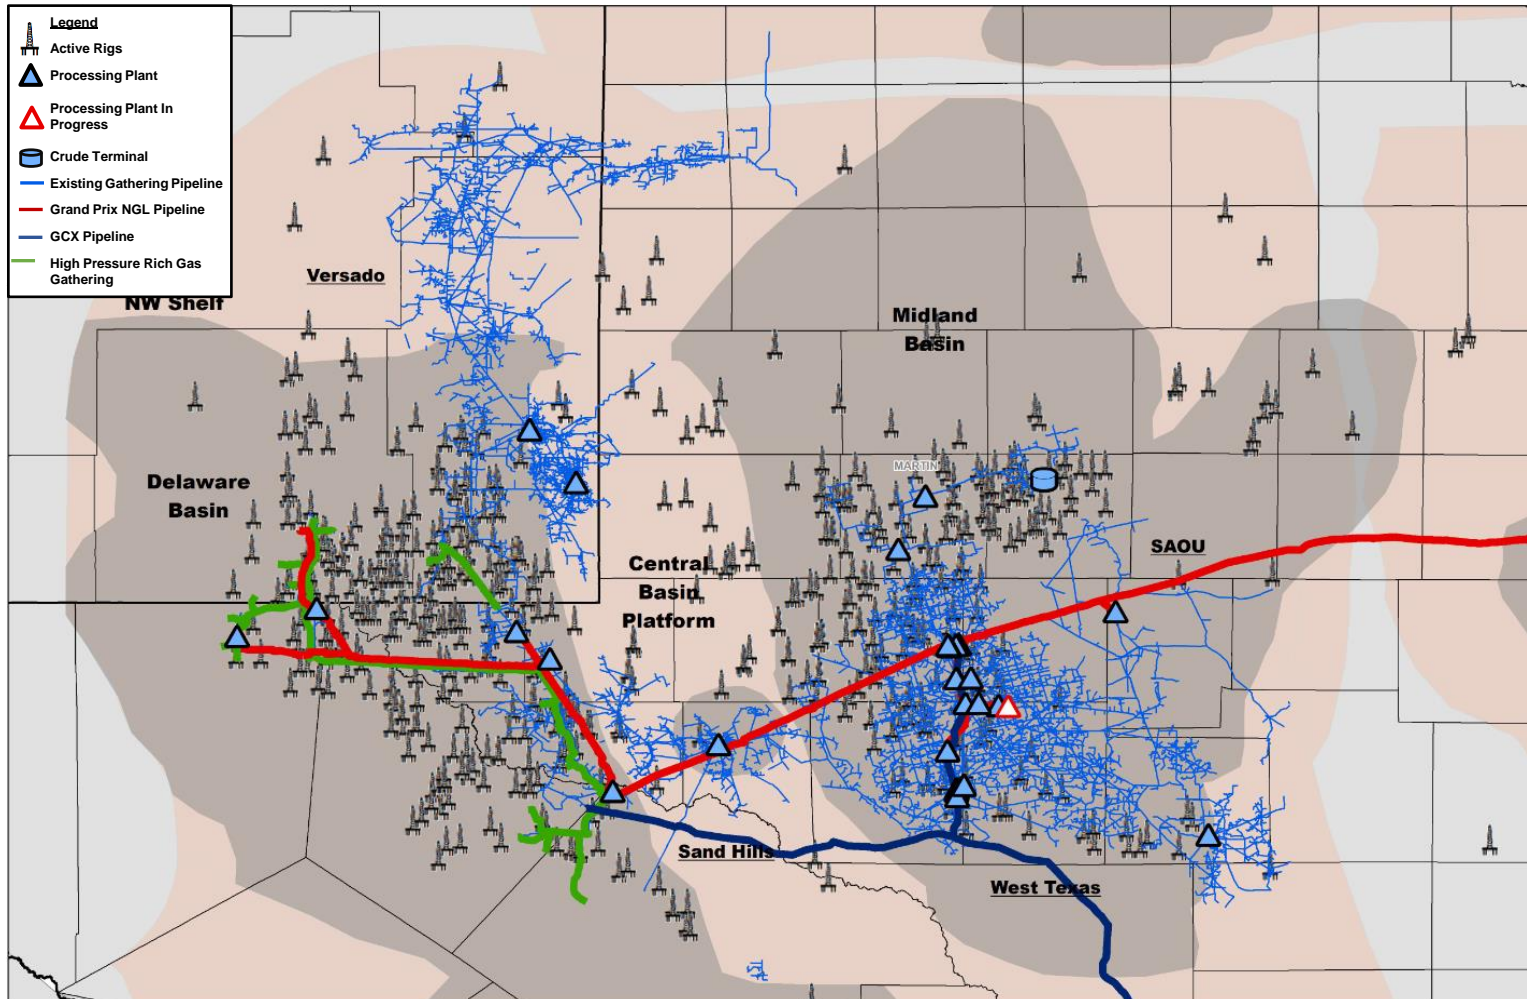 Legend
Active Rigs
Processing Plant
Processing Plant In
Progress
Crude Terminal
Existing Gathering Pipeline
Grand Prix NGL Pipeline
GCX Pipeline
High Pressure Rich Gas
Gathering
NW Shelf
Versado
Midland
Basin
MARTIN
Delaware
Basin
SAOU
Central
Basin
Platform
Sand Hills
West Texas